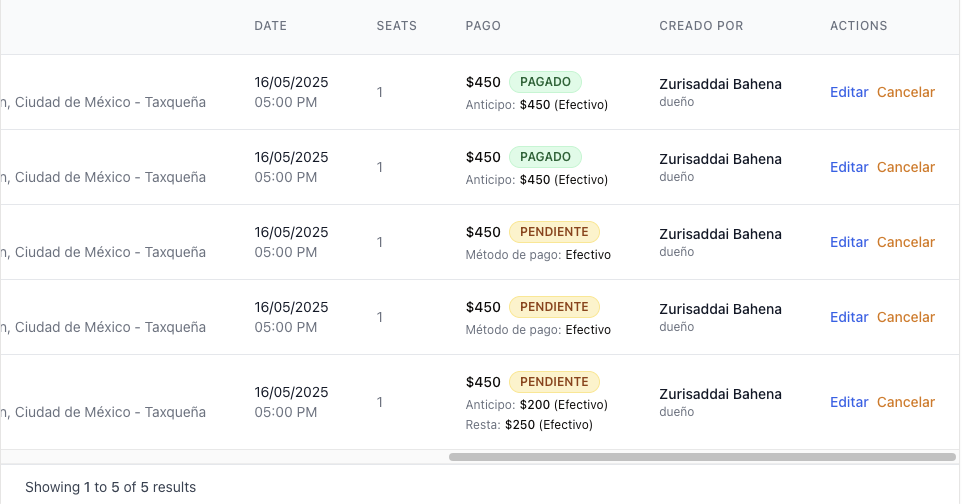 DATE SEATS PAGO CREADO POR ACTIONS
n, Ciudad de México - Taxqueña
16/05/2025
05:00 PM
1
$450 PAGADO
Anticipo: $450 (Efectivo)
Zurisaddai Bahena
dueño
Editar Cancelar
n, Ciudad de México - Taxqueña
16/05/2025
05:00 PM
1
$450 PAGADO
Anticipo: $450 (Efectivo)
Zurisaddai Bahena
dueño
Editar Cancelar
n, Ciudad de México - Taxqueña
16/05/2025
05:00 PM
1
$450 PENDIENTE
Método de pago: Efectivo
Zurisaddai Bahena
dueño
Editar Cancelar
n, Ciudad de México - Taxqueña
16/05/2025
05:00 PM
1
$450 PENDIENTE
Método de pago: Efectivo
Zurisaddai Bahena
dueño
Editar Cancelar
n, Ciudad de México - Taxqueña
16/05/2025
05:00 PM
1
$450 PENDIENTE
Anticipo: $200 (Efectivo)
Resta: $250 (Efectivo)
Zurisaddai Bahena
dueño
Editar Cancelar
Showing 1 to 5 of 5 results